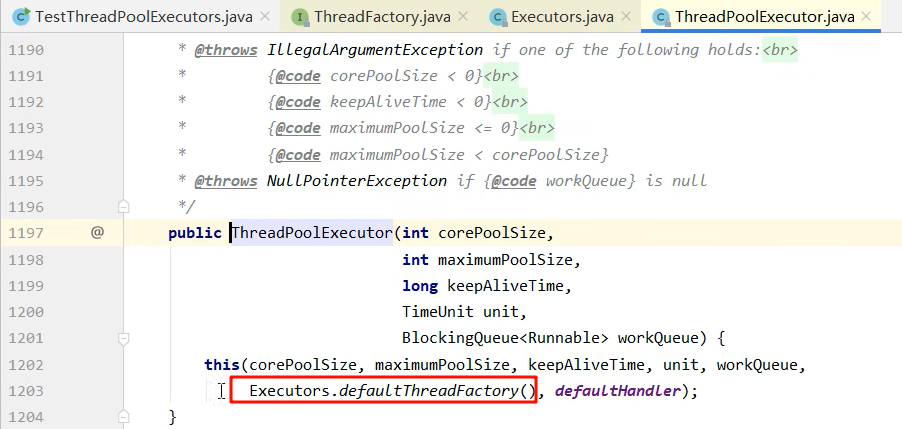 TestThreadPoolExecutors.java ThreadFactory.java Executors.java ThreadPoolExecutor.java
1190 * @throws IllegalArgumentException if one of the following holds:<br>
1191 * {@code corePoolSize < 0}<br>
1192 * {@code keepAliveTime < 0}<br>
1193 * {@code maximumPoolSize <= 0}<br>
1194 * {@code maximumPoolSize < corePoolSize}
1195 * @throws NullPointerException if {@code workQueue} is null
1196 */
1197 @ public ThreadPoolExecutor(int corePoolSize,
1198 int maximumPoolSize,
1199 long keepAliveTime,
1200 TimeUnit unit,
1201 BlockingQueue<Runnable> workQueue) {
1202 this(corePoolSize, maximumPoolSize, keepAliveTime, unit, workQueue,
1203 Executors.defaultThreadFactory(), defaultHandler);
1204 }